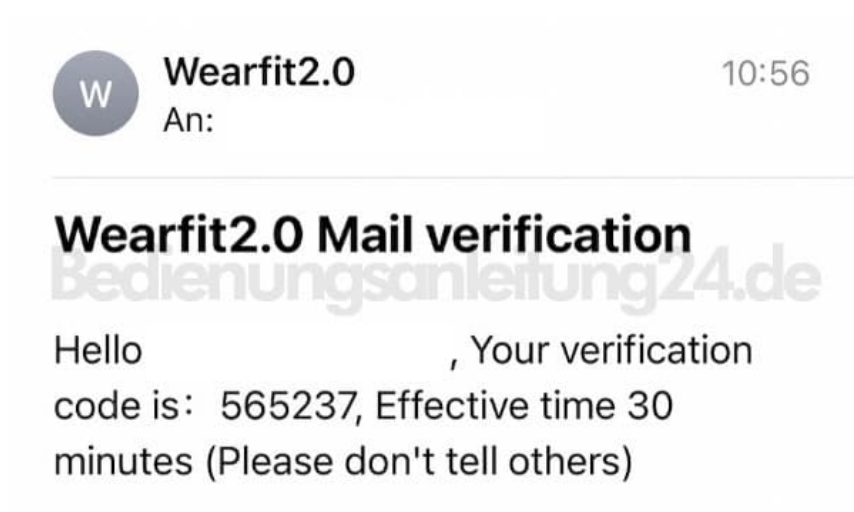 W
Wearfit2.0
10:56
An:
Wearfit2.0 Mail verification
Bedienungsanleitung24.de
Hello , Your verification
code is: 565237, Effective time 30
minutes (Please don't tell others)